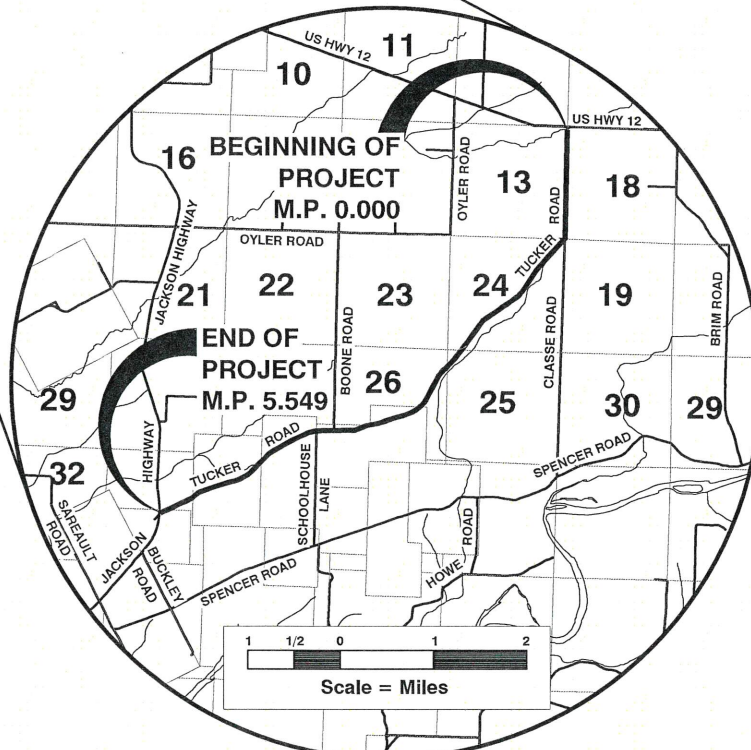 11
US HWY 12
10
US HWY 12
BEGINNING OF
PROJECT
M.P. 0.000
16
OYLER ROAD
13
ROAD
18
JACKSON HIGHWAY
OYLER ROAD
TUCKER
21
22
23
24
19
BRIM ROAD
END OF
PROJECT
M.P. 5.549
BOONE ROAD
CLASSE ROAD
29
26
25
30
29
HIGHWAY
TUCKER
ROAD
SCHOOLHOUSE
LANE
SPENCER ROAD
32
SAREAULT
ROAD
JACKSON
BUCKLEY
ROAD
SPENCER ROAD
HOWE
ROAD
1 1/2 0 1 2
Scale = Miles